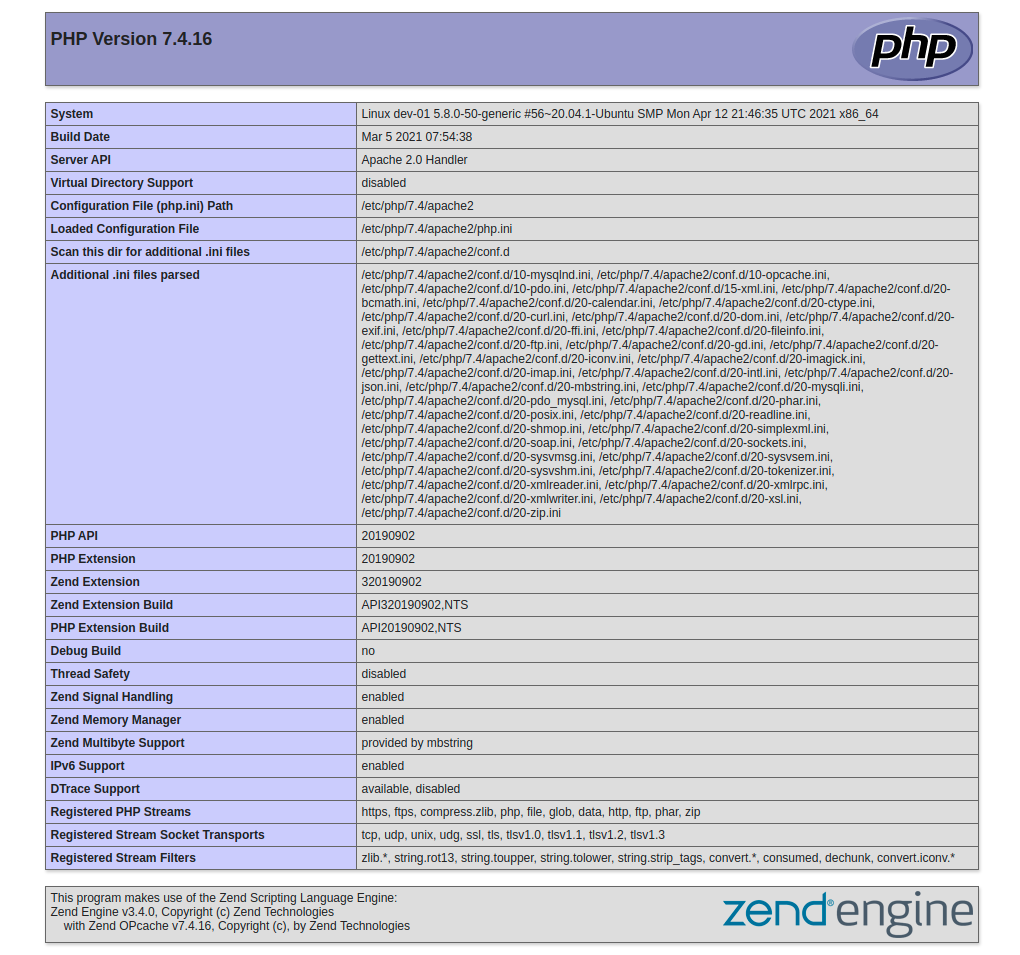 PHP Version 7.4.16
php
System Linux dev-01 5.8.0-50-generic #56~20.04.1-Ubuntu SMP Mon Apr 12 21:46:35 UTC 2021 x86_64
Build Date Mar 5 2021 07:54:38
Server API Apache 2.0 Handler
Virtual Directory Support disabled
Configuration File (php.ini) Path /etc/php/7.4/apache2
Loaded Configuration File /etc/php/7.4/apache2/php.ini
Scan this dir for additional .ini files /etc/php/7.4/apache2/conf.d
Additional .ini files parsed /etc/php/7.4/apache2/conf.d/10-mysqlnd.ini, /etc/php/7.4/apache2/conf.d/10-opcache.ini,
/etc/php/7.4/apache2/conf.d/10-pdo.ini, /etc/php/7.4/apache2/conf.d/15-xml.ini, /etc/php/7.4/apache2/conf.d/20-
bcmath.ini, /etc/php/7.4/apache2/conf.d/20-calendar.ini, /etc/php/7.4/apache2/conf.d/20-ctype.ini,
/etc/php/7.4/apache2/conf.d/20-curl.ini, /etc/php/7.4/apache2/conf.d/20-dom.ini, /etc/php/7.4/apache2/conf.d/20-
exif.ini, /etc/php/7.4/apache2/conf.d/20-ffi.ini, /etc/php/7.4/apache2/conf.d/20-fileinfo.ini,
/etc/php/7.4/apache2/conf.d/20-ftp.ini, /etc/php/7.4/apache2/conf.d/20-gd.ini, /etc/php/7.4/apache2/conf.d/20-
gettext.ini, /etc/php/7.4/apache2/conf.d/20-iconv.ini, /etc/php/7.4/apache2/conf.d/20-imagick.ini,
/etc/php/7.4/apache2/conf.d/20-imap.ini, /etc/php/7.4/apache2/conf.d/20-intl.ini, /etc/php/7.4/apache2/conf.d/20-
json.ini, /etc/php/7.4/apache2/conf.d/20-mbstring.ini, /etc/php/7.4/apache2/conf.d/20-mysqli.ini,
/etc/php/7.4/apache2/conf.d/20-pdo_mysql.ini, /etc/php/7.4/apache2/conf.d/20-phar.ini,
/etc/php/7.4/apache2/conf.d/20-posix.ini, /etc/php/7.4/apache2/conf.d/20-readline.ini,
/etc/php/7.4/apache2/conf.d/20-shmop.ini, /etc/php/7.4/apache2/conf.d/20-simplexml.ini,
/etc/php/7.4/apache2/conf.d/20-soap.ini, /etc/php/7.4/apache2/conf.d/20-sockets.ini,
/etc/php/7.4/apache2/conf.d/20-sysvmsg.ini, /etc/php/7.4/apache2/conf.d/20-sysvsem.ini,
/etc/php/7.4/apache2/conf.d/20-sysvshm.ini, /etc/php/7.4/apache2/conf.d/20-tokenizer.ini,
/etc/php/7.4/apache2/conf.d/20-xmlreader.ini, /etc/php/7.4/apache2/conf.d/20-xmlrpc.ini,
/etc/php/7.4/apache2/conf.d/20-xmlwriter.ini, /etc/php/7.4/apache2/conf.d/20-xsl.ini,
/etc/php/7.4/apache2/conf.d/20-zip.ini
PHP API 20190902
PHP Extension 20190902
Zend Extension 320190902
Zend Extension Build API320190902,NTS
PHP Extension Build API20190902,NTS
Debug Build no
Thread Safety disabled
Zend Signal Handling enabled
Zend Memory Manager enabled
Zend Multibyte Support provided by mbstring
IPv6 Support enabled
DTrace Support available, disabled
Registered PHP Streams https, ftps, compress.zlib, php, file, glob, data, http, ftp, phar, zip
Registered Stream Socket Transports tcp, udp, unix, udg, ssl, tls, tlsv1.0, tlsv1.1, tlsv1.2, tlsv1.3
Registered Stream Filters zlib.*, string.rot13, string.toupper, string.tolower, string.strip_tags, convert.*, consumed, dechunk, convert.iconv.*
This program makes use of the Zend Scripting Language Engine:
Zend Engine v3.4.0, Copyright (c) Zend Technologies
with Zend OPcache v7.4.16, Copyright (c), by Zend Technologies
zend® engine